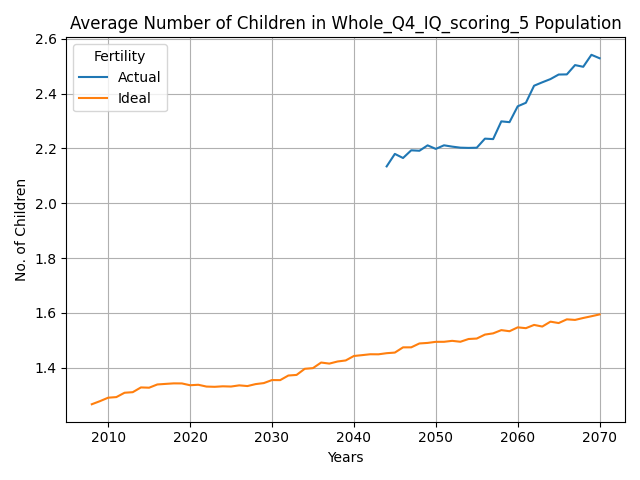 Average Number of Children in Whole_Q4_IQ_scoring_5 Population
Fertility
Actual
Ideal
No. of Children
2.6
2.4
2.2
2.0
1.8
1.6
1.4
2010 2020 2030 2040 2050 2060 2070
Years